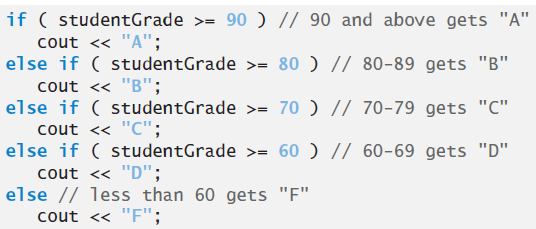 if ( studentGrade >= 90 ) // 90 and above gets "A"
   cout << "A";
else if ( studentGrade >= 80 ) // 80-89 gets "B"
   cout << "B";
else if ( studentGrade >= 70 ) // 70-79 gets "C"
   cout << "C";
else if ( studentGrade >= 60 ) // 60-69 gets "D"
   cout << "D";
else // less than 60 gets "F"
   cout << "F";